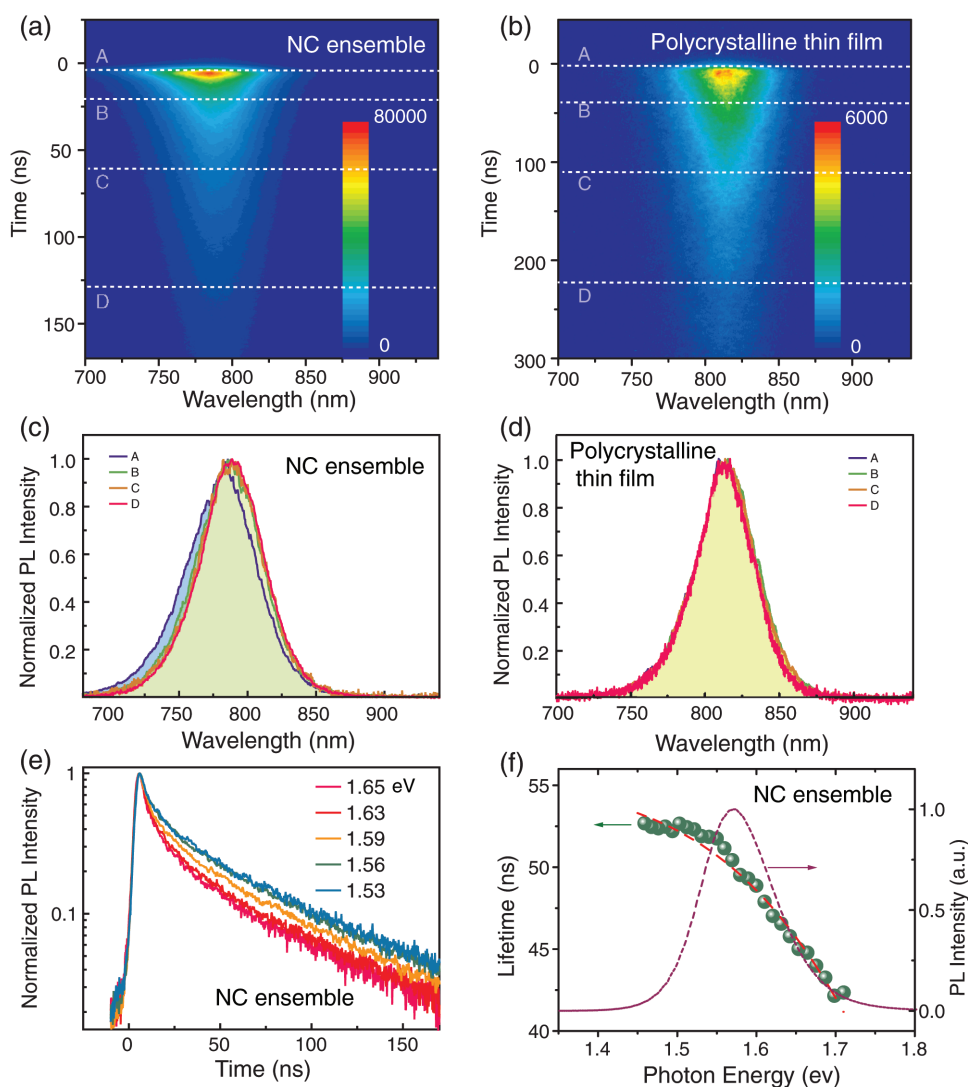 (a)
NC ensemble
A
B
C
D
80000
0
0
50
100
150
Time (ns)
700 750 800 850 900
Wavelength (nm)
(b)
Polycrystalline thin film
A
B
C
D
6000
0
0
100
200
300
Time (ns)
700 750 800 850 900
Wavelength (nm)
(c)
NC ensemble
A
B
C
D
1.0
0.8
0.6
0.4
0.2
Normalized PL Intensity
700 750 800 850 900
Wavelength (nm)
(d)
Polycrystalline
thin film
A
B
C
D
1.0
0.8
0.6
0.4
0.2
Normalized PL Intensity
700 750 800 850 900
Wavelength (nm)
(e)
1.65 eV
1.63
1.59
1.56
1.53
NC ensemble
1
0.1
Normalized PL Intensity
0 50 100 150
Time (ns)
(f)
NC ensemble
55
50
45
40
Lifetime (ns)
1.0
0.5
0.0
PL Intensity (a.u.)
1.4 1.5 1.6 1.7 1.8
Photon Energy (ev)